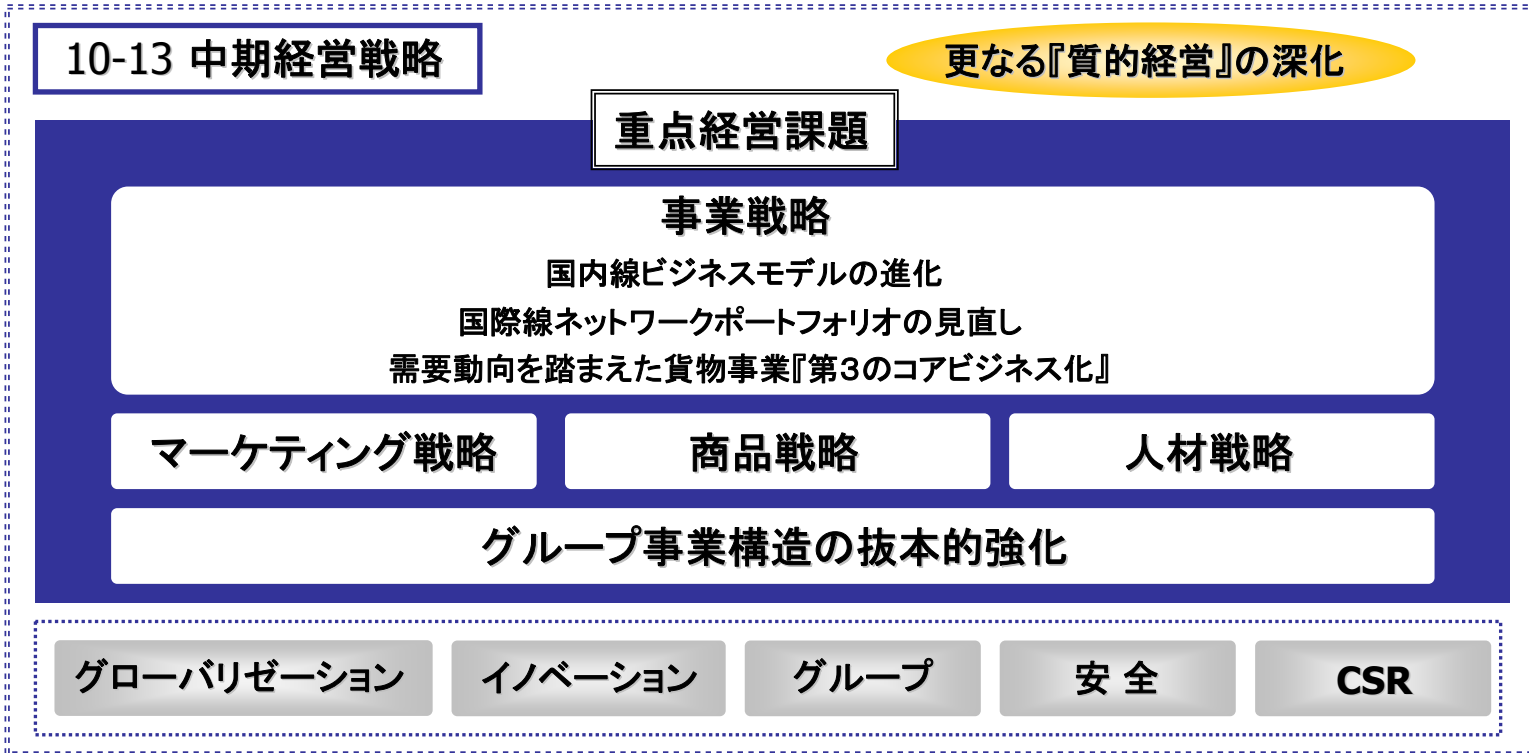 10-13 中期経営戦略
更なる『質的経営』の深化
重点経営課題
事業戦略
国内線ビジネスモデルの進化
国際線ネットワークポートフォリオの見直し
需要動向を踏まえた貨物事業『第3のコアビジネス化』
マーケティング戦略
商品戦略
人材戦略
グループ事業構造の抜本的強化
グローバリゼーション
イノベーション
グループ
安 全
CSR